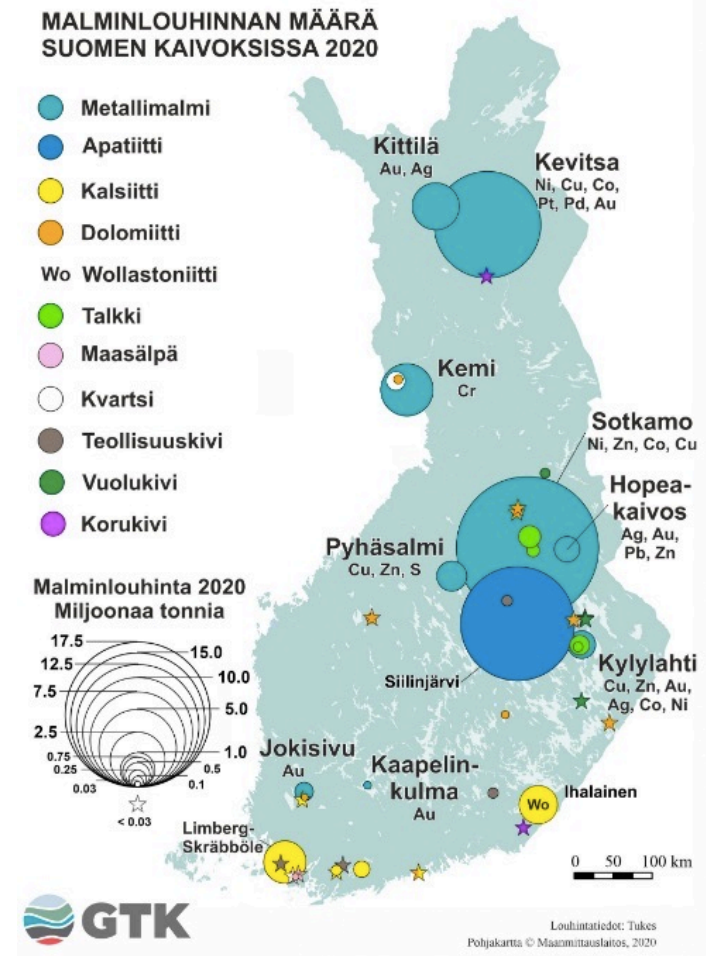 MALMINLOUHINNAN MÄÄRÄ
SUOMEN KAIVOKSISSA 2020
Metallimalmi
Apatiitti
Kalsiitti
Dolomiitti
Wo Wollastoniitti
Talkki
Maasälpä
Kvartsi
Teollisuuskivi
Vuolukivi
Korukivi
Kittilä
Au, Ag
Kevitsa
Ni, Cu, Co,
Pt, Pd, Au
Kemi
Cr
Sotkamo
Ni, Zn, Co, Cu
Hopea-
kaivos
Ag, Au,
Pb, Zn
Pyhäsalmi
Cu, Zn, S
Siilinjärvi
Kylylahti
Cu, Zn, Au,
Ag, Co, Ni
Malminlouhinta 2020
Miljoonaa tonnia
17.5
15.0
12.5
10.0
7.5
5.0
2.5
1.0
0.75
0.5
0.25
0.1
0.03
< 0.03
Jokisivu
Au
Kaapelin-
kulma
Au
Ihalainen
Wo
Limberg-
Skräbböle
0 50 100 km
GTK
Louhintatiedot: Tukes
Pohjakartta © Maanmittauslaitos, 2020